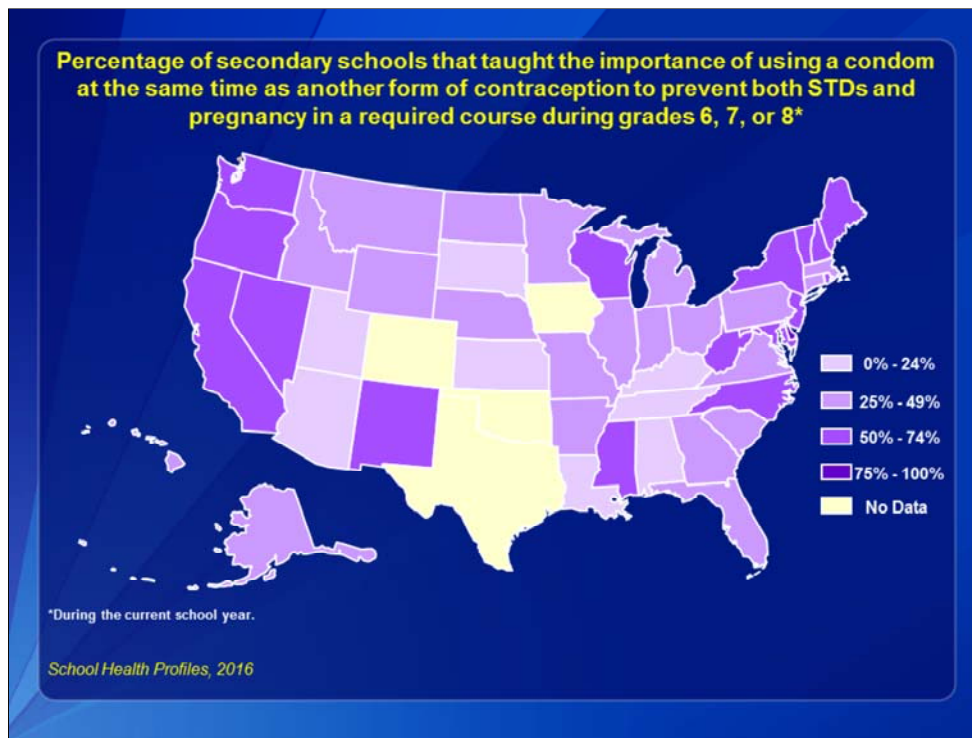 Percentage of secondary schools that taught the importance of using a condom
at the same time as another form of contraception to prevent both STDs and
pregnancy in a required course during grades 6, 7, or 8*
0% - 24%
25% - 49%
50% - 74%
75% - 100%
No Data
*During the current school year.
School Health Profiles, 2016